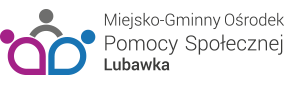 Miejsko-Gminny Ośrodek
Pomocy Społecznej
Lubawka